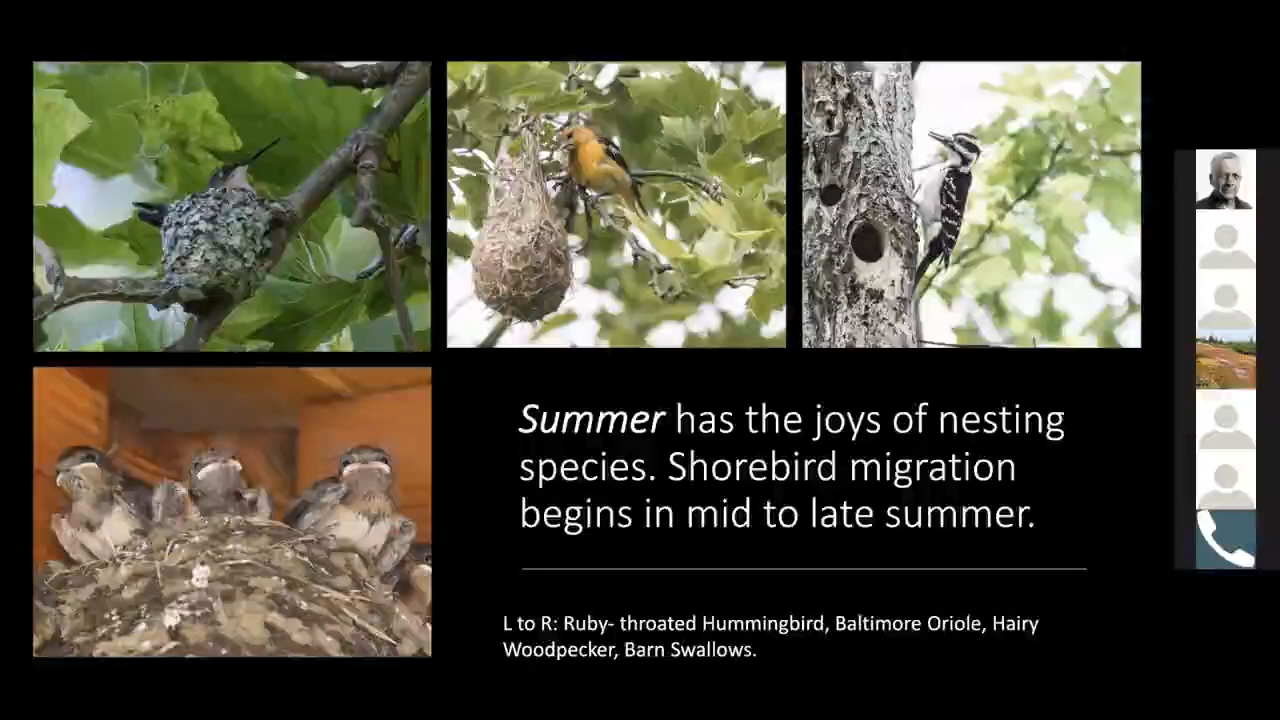 Summer has the joys of nesting
species. Shorebird migration
begins in mid to late summer.
L to R: Ruby- throated Hummingbird, Baltimore Oriole, Hairy
Woodpecker, Barn Swallows.